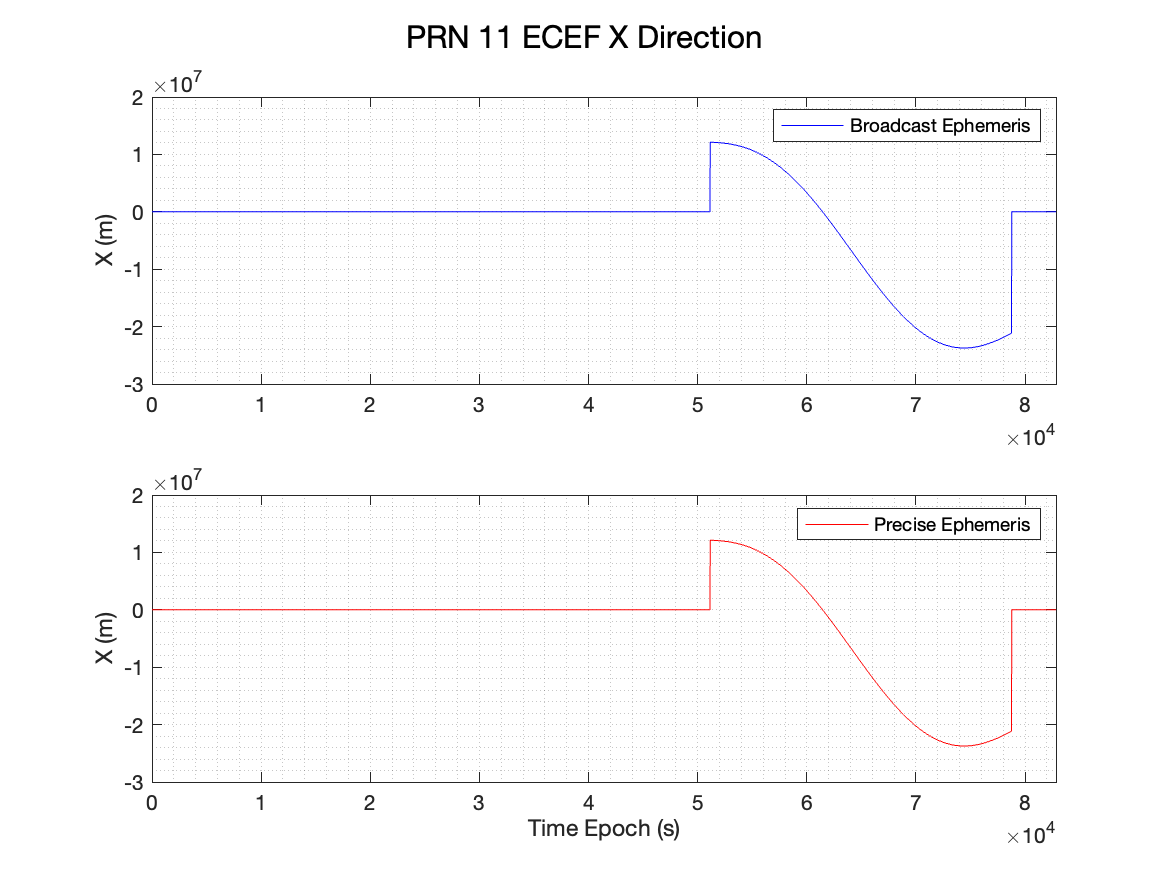 PRN 11 ECEF X Direction
×10^7
2
1
0
-1
-2
-3
X (m)
Broadcast Ephemeris
0 1 2 3 4 5 6 7 8
×10^4
×10^7
2
1
0
-1
-2
-3
X (m)
Precise Ephemeris
0 1 2 3 4 5 6 7 8
Time Epoch (s)
×10^4